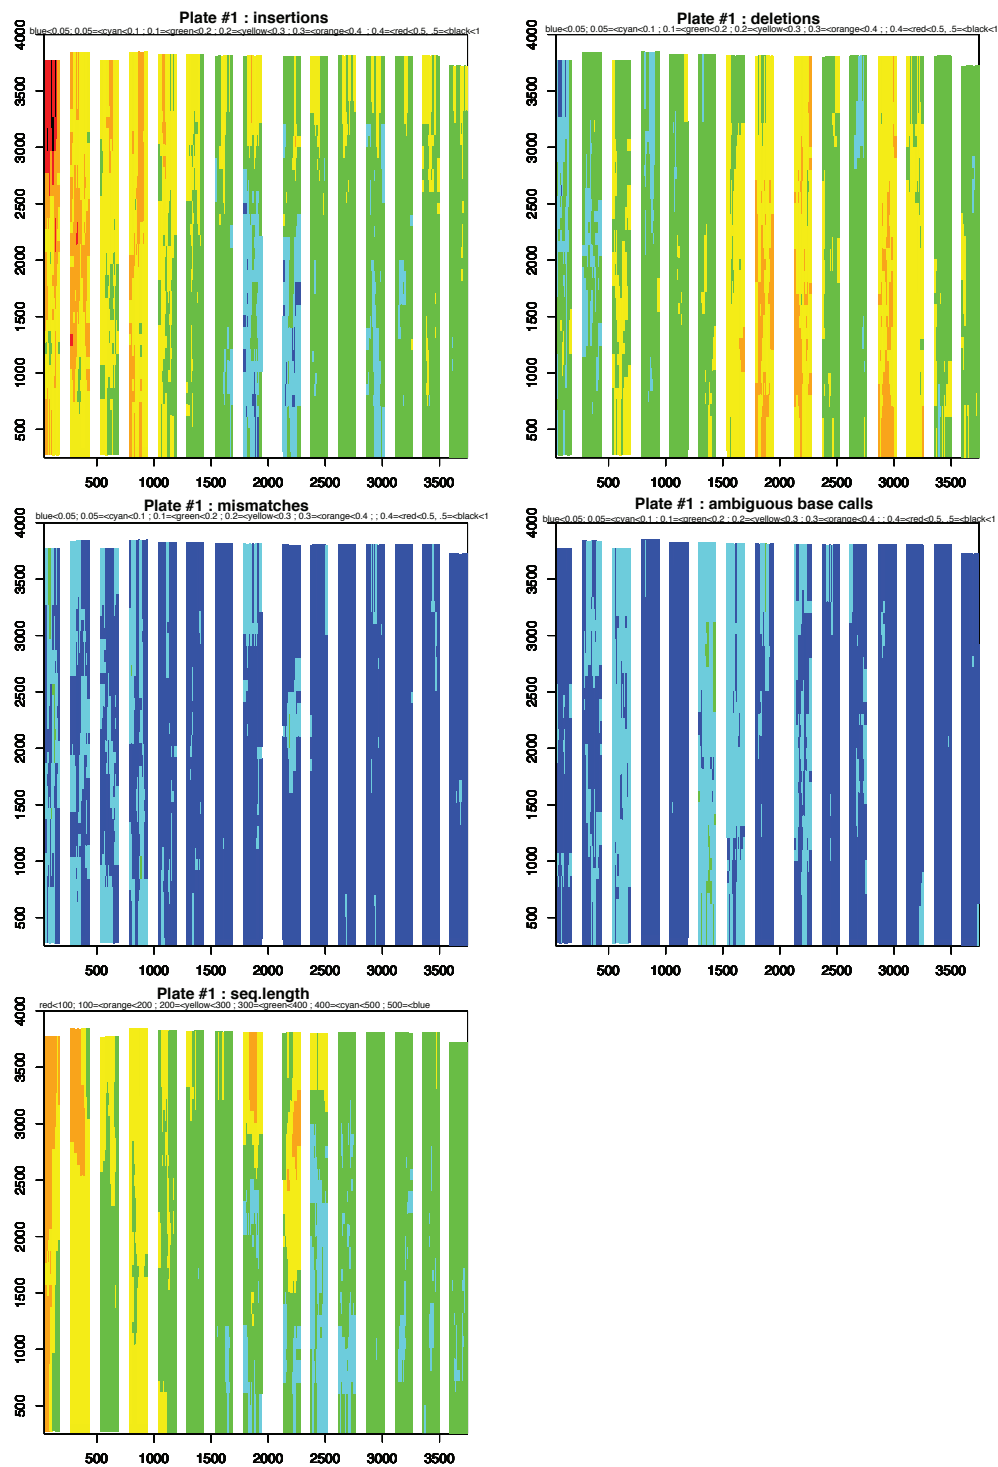 Plate #1 : insertions
blue<0.05; 0.05=<cyan<0.1 ; 0.1=<green<0.2 ; 0.2=<yellow<0.3 ; 0.3=<orange<0.4 ; 0.4=<red<0.5, .5=<black<1
4000
3500
3000
2500
2000
1500
1000
500
500 1000 1500 2000 2500 3000 3500
Plate #1 : deletions
blue<0.05; 0.05=<cyan<0.1 ; 0.1=<green<0.2 ; 0.2=<yellow<0.3 ; 0.3=<orange<0.4 ; ; 0.4=<red<0.5, .5=<black<1
4000
3500
3000
2500
2000
1500
1000
500
500 1000 1500 2000 2500 3000 3500
Plate #1 : mismatches
blue<0.05; 0.05=<cyan<0.1 ; 0.1=<green<0.2 ; 0.2=<yellow<0.3 ; 0.3=<orange<0.4 ; ; 0.4=<red<0.5, .5=<black<1
4000
3500
3000
2500
2000
1500
1000
500
500 1000 1500 2000 2500 3000 3500
Plate #1 : ambiguous base calls
blue<0.05; 0.05=<cyan<0.1 ; 0.1=<green<0.2 ; 0.2=<yellow<0.3 ; 0.3=<orange<0.4 ; ; 0.4=<red<0.5, .5=<black<1
4000
3500
3000
2500
2000
1500
1000
500
500 1000 1500 2000 2500 3000 3500
Plate #1 : seq.length
red<100; 100=<orange<200 ; 200=<yellow<300 ; 300=<green<400 ; 400=<cyan<500 ; 500=<blue
4000
3500
3000
2500
2000
1500
1000
500
500 1000 1500 2000 2500 3000 3500